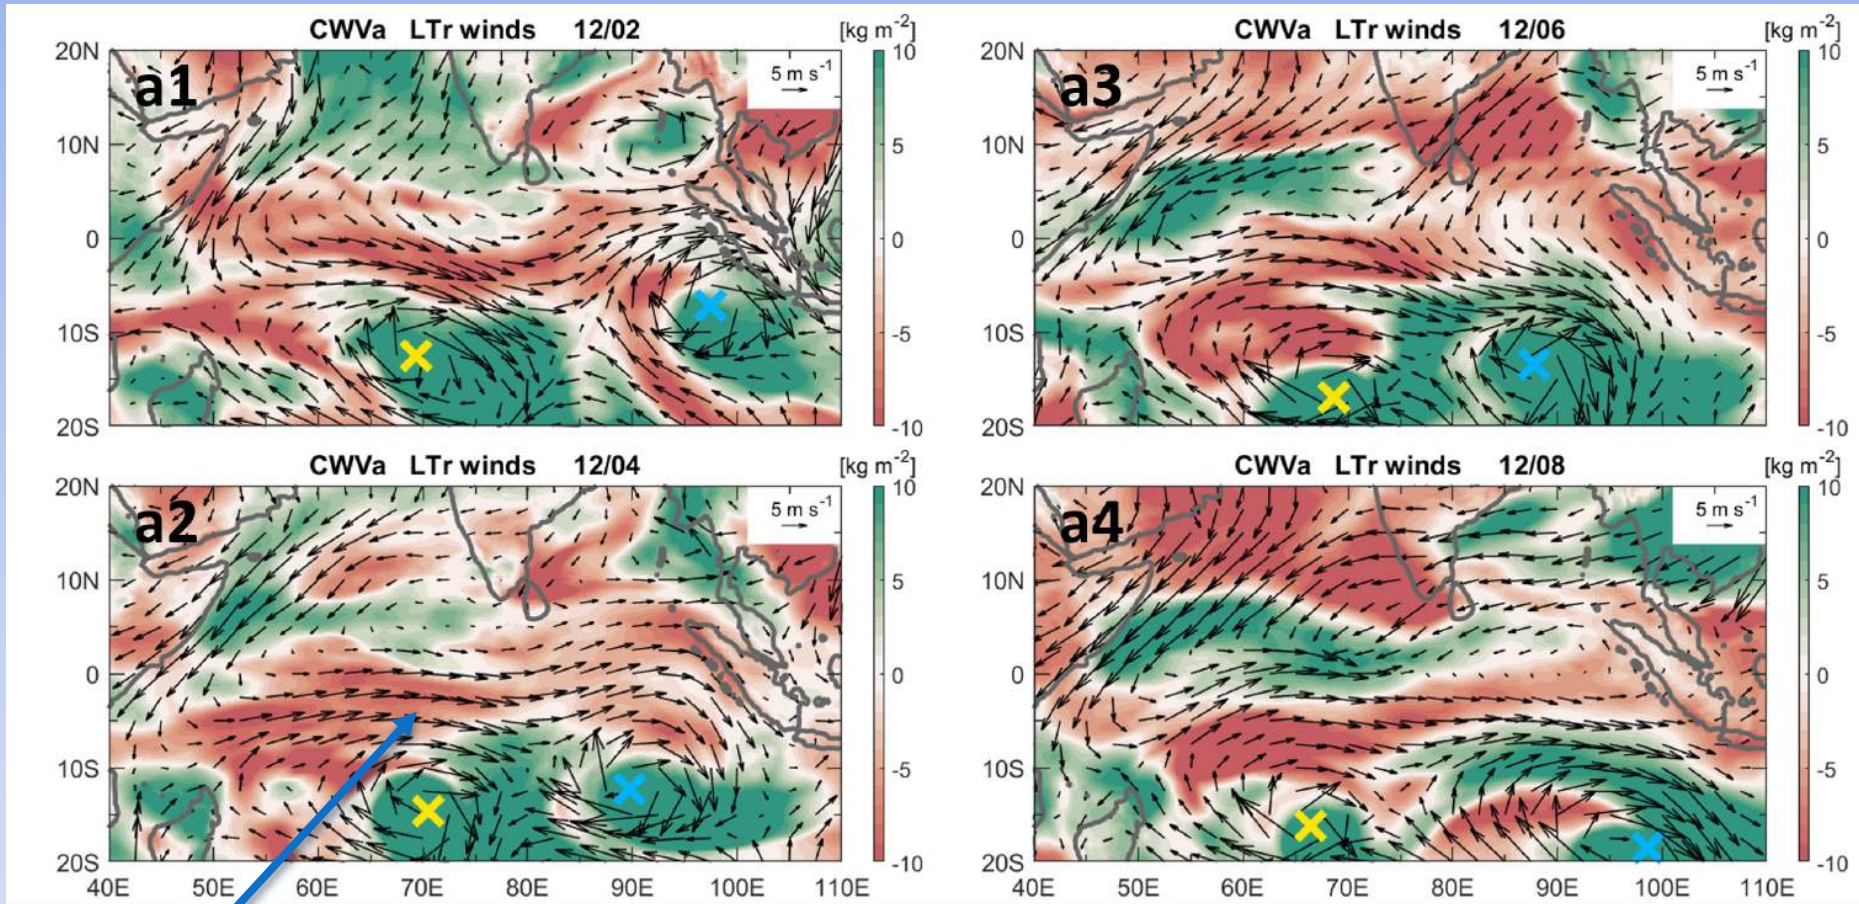 CWVa LTr winds 12/02 [kg m-2]
a1
5 m s-1
20N
10N
0
10S
20S
10
5
0
-5
-10
CWVa LTr winds 12/06 [kg m-2]
a3
5 m s-1
20N
10N
0
10S
20S
10
5
0
-5
-10
CWVa LTr winds 12/04 [kg m-2]
a2
5 m s-1
20N
10N
0
10S
20S
10
5
0
-5
-10
40E 50E 60E 70E 80E 90E 100E 110E
CWVa LTr winds 12/08 [kg m-2]
a4
5 m s-1
20N
10N
0
10S
20S
10
5
0
-5
-10
40E 50E 60E 70E 80E 90E 100E 110E